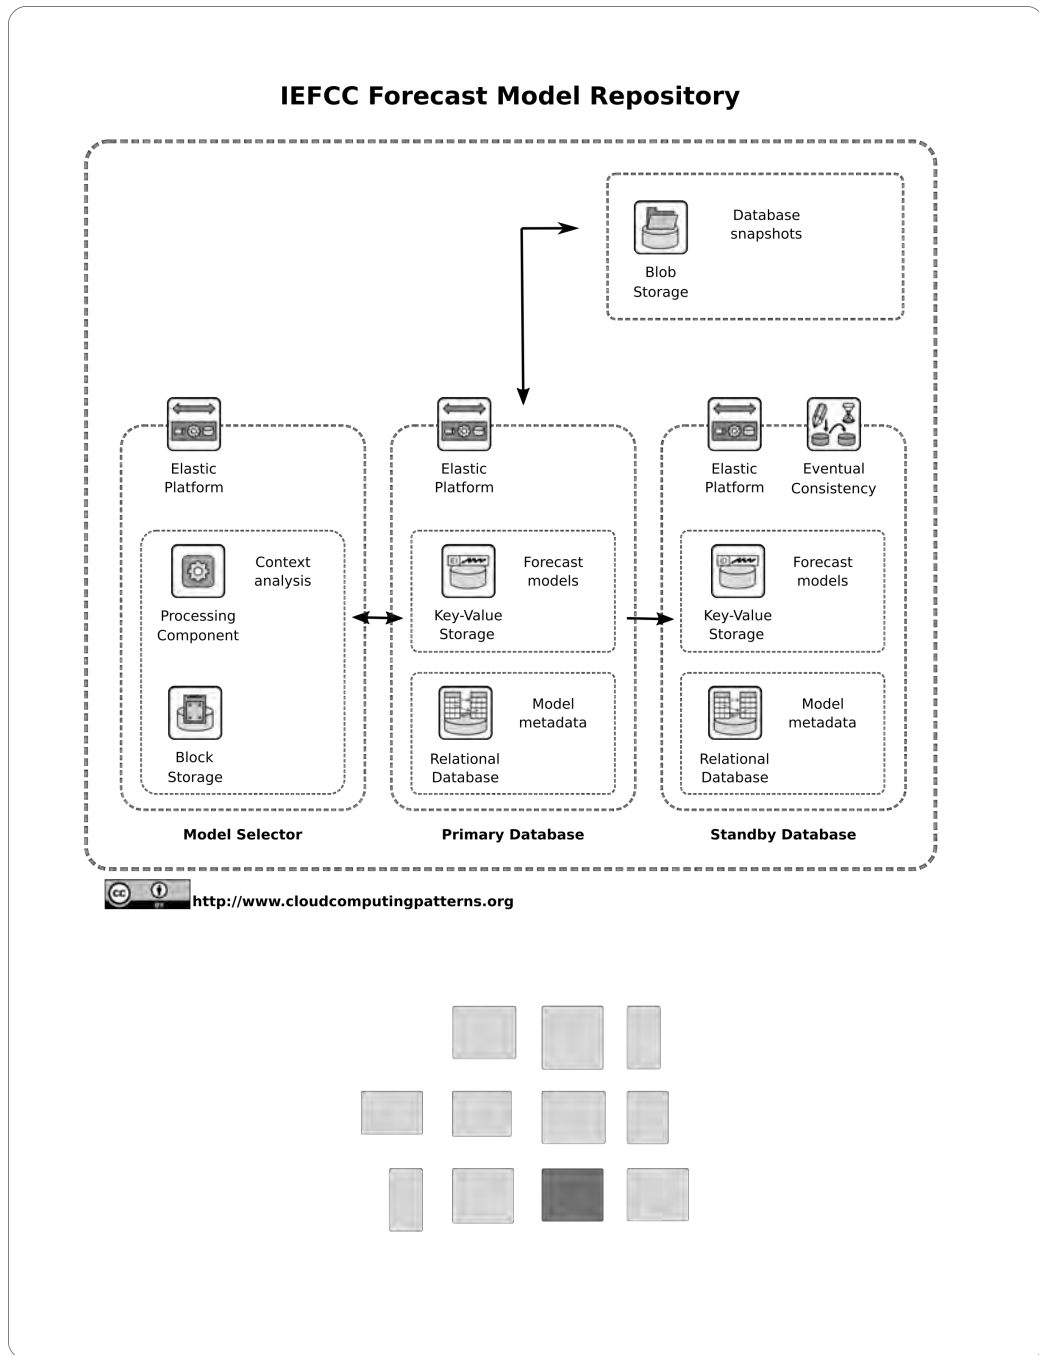 IEFCC Forecast Model Repository
Database
snapshots
Blob
Storage
Elastic
Platform
Elastic
Platform
Elastic
Platform
Eventual
Consistency
Context
analysis
Processing
Component
Block
Storage
Forecast
models
Key-Value
Storage
Model
metadata
Relational
Database
Forecast
models
Key-Value
Storage
Model
metadata
Relational
Database
Model Selector
Primary Database
Standby Database
cc
BY
http://www.cloudcomputingpatterns.org